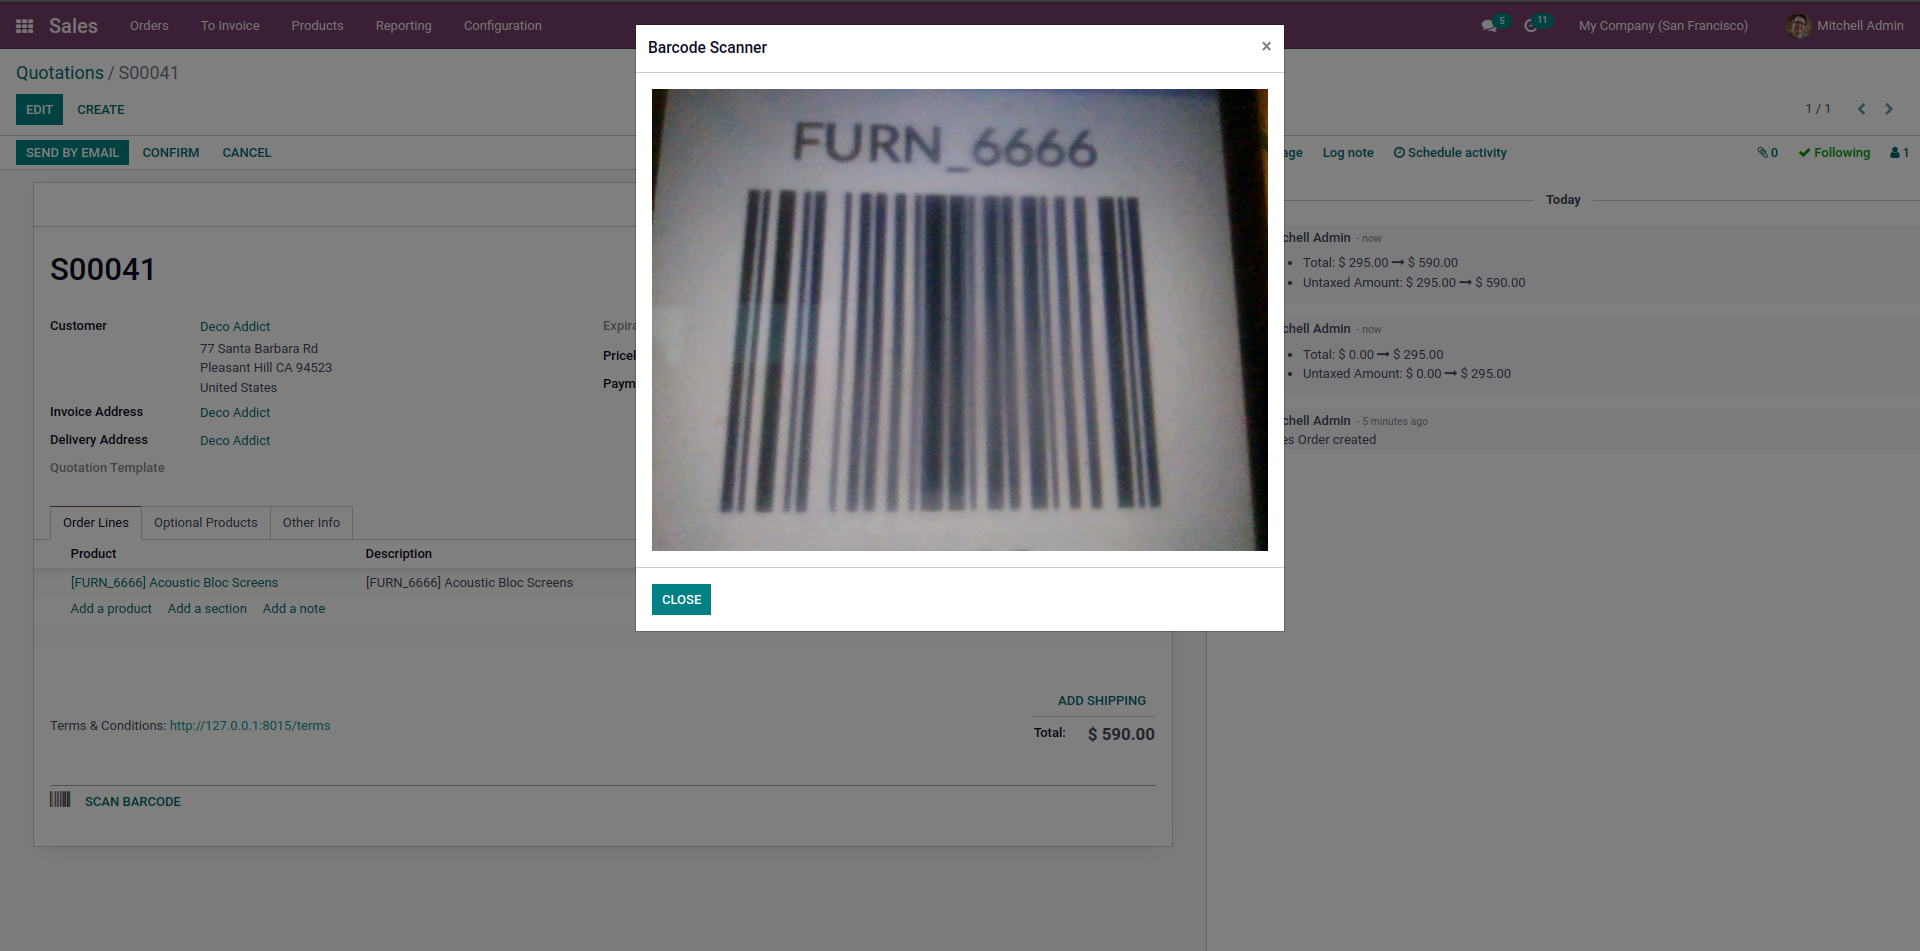 Sales Orders To Invoice Products Reporting Configuration 5 11 My Company (San Francisco) Mitchell Admin
Barcode Scanner ×
Quotations / S00041
EDIT CREATE 1 / 1
SEND BY EMAIL CONFIRM CANCEL age Log note Schedule activity 0 Following 1
FURN_6666
Today
S00041
chell Admin - now
Total: $ 295.00 → $ 590.00
Untaxed Amount: $ 295.00 → $ 590.00
Customer Deco Addict Expira
77 Santa Barbara Rd
Pleasant Hill CA 94523
United States
Pricel
Paym
chell Admin - now
Total: $ 0.00 → $ 295.00
Untaxed Amount: $ 0.00 → $ 295.00
Invoice Address Deco Addict
Delivery Address Deco Addict
Quotation Template
chell Admin - 5 minutes ago
es Order created
Order Lines Optional Products Other Info
Product Description
[FURN_6666] Acoustic Bloc Screens [FURN_6666] Acoustic Bloc Screens
Add a product Add a section Add a note
CLOSE
ADD SHIPPING
Terms & Conditions: http://127.0.0.1:8015/terms
Total: $ 590.00
SCAN BARCODE